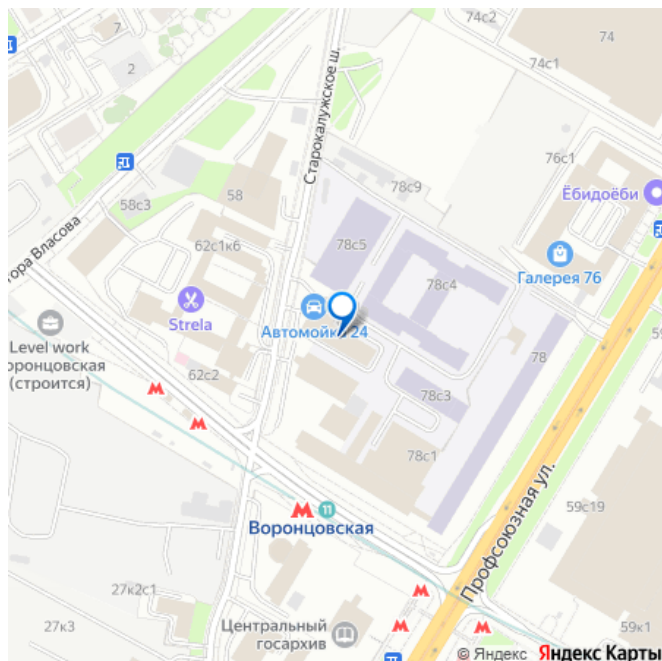 7
74
2
74с1
Старокалужское ш.
76с1
78с9
Ёбидоёби
58
58с3
тора Власова
62с1к6
78с5
Галерея 76
78с4
Strela
Автомойка 24
Level work
оронцовская
(строится)
78
62с2
78с3
78с1
Профсоюзная ул.
11
Воронцовская
59с19
27к2с1
27к3
Центральный
госархив
59к1
© Яндекс Яндекс Карты